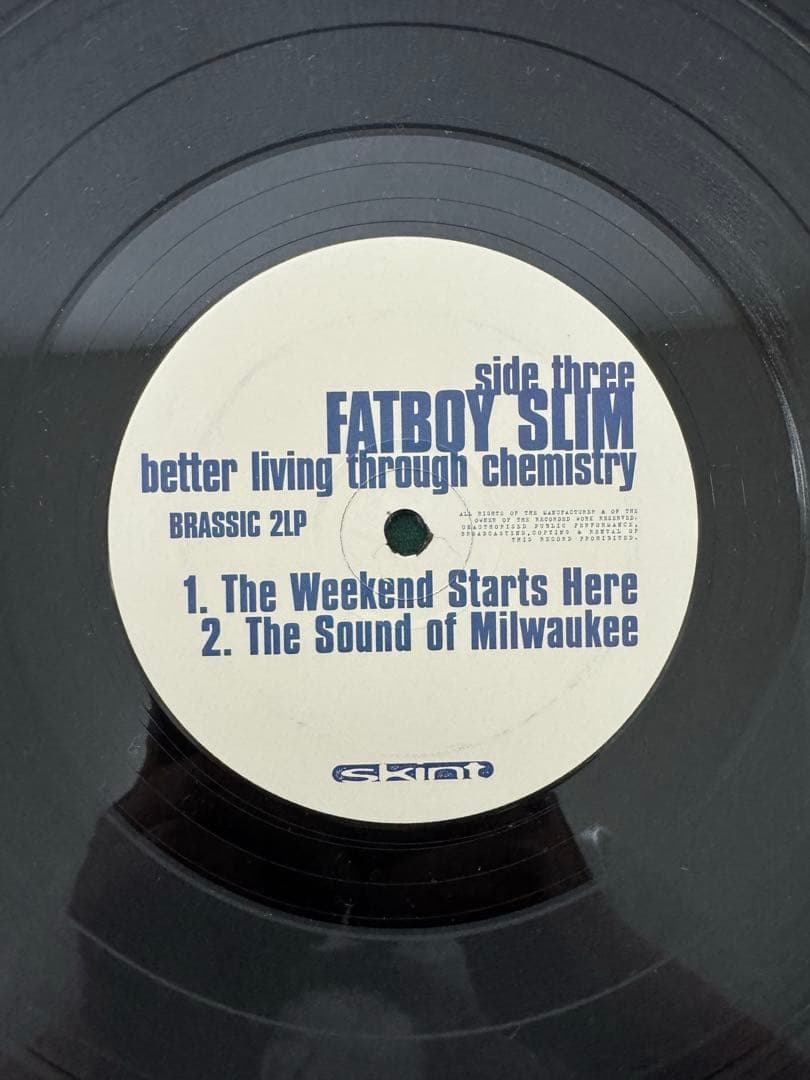 side three
FATBOY SLIM
better living through chemistry
BRASSIC 2LP
ALL RIGHTS OF THE MANUFACTURER & OF THE
OWNER OF THE RECORDED WORK RESERVED.
UNAUTHORISED PUBLIC PERFORMANCE,
BROADCASTING,COPYING & RENTAL OF
THIS RECORD PROHIBITED.
1. The Weekend Starts Here
2. The Sound of Milwaukee
skint